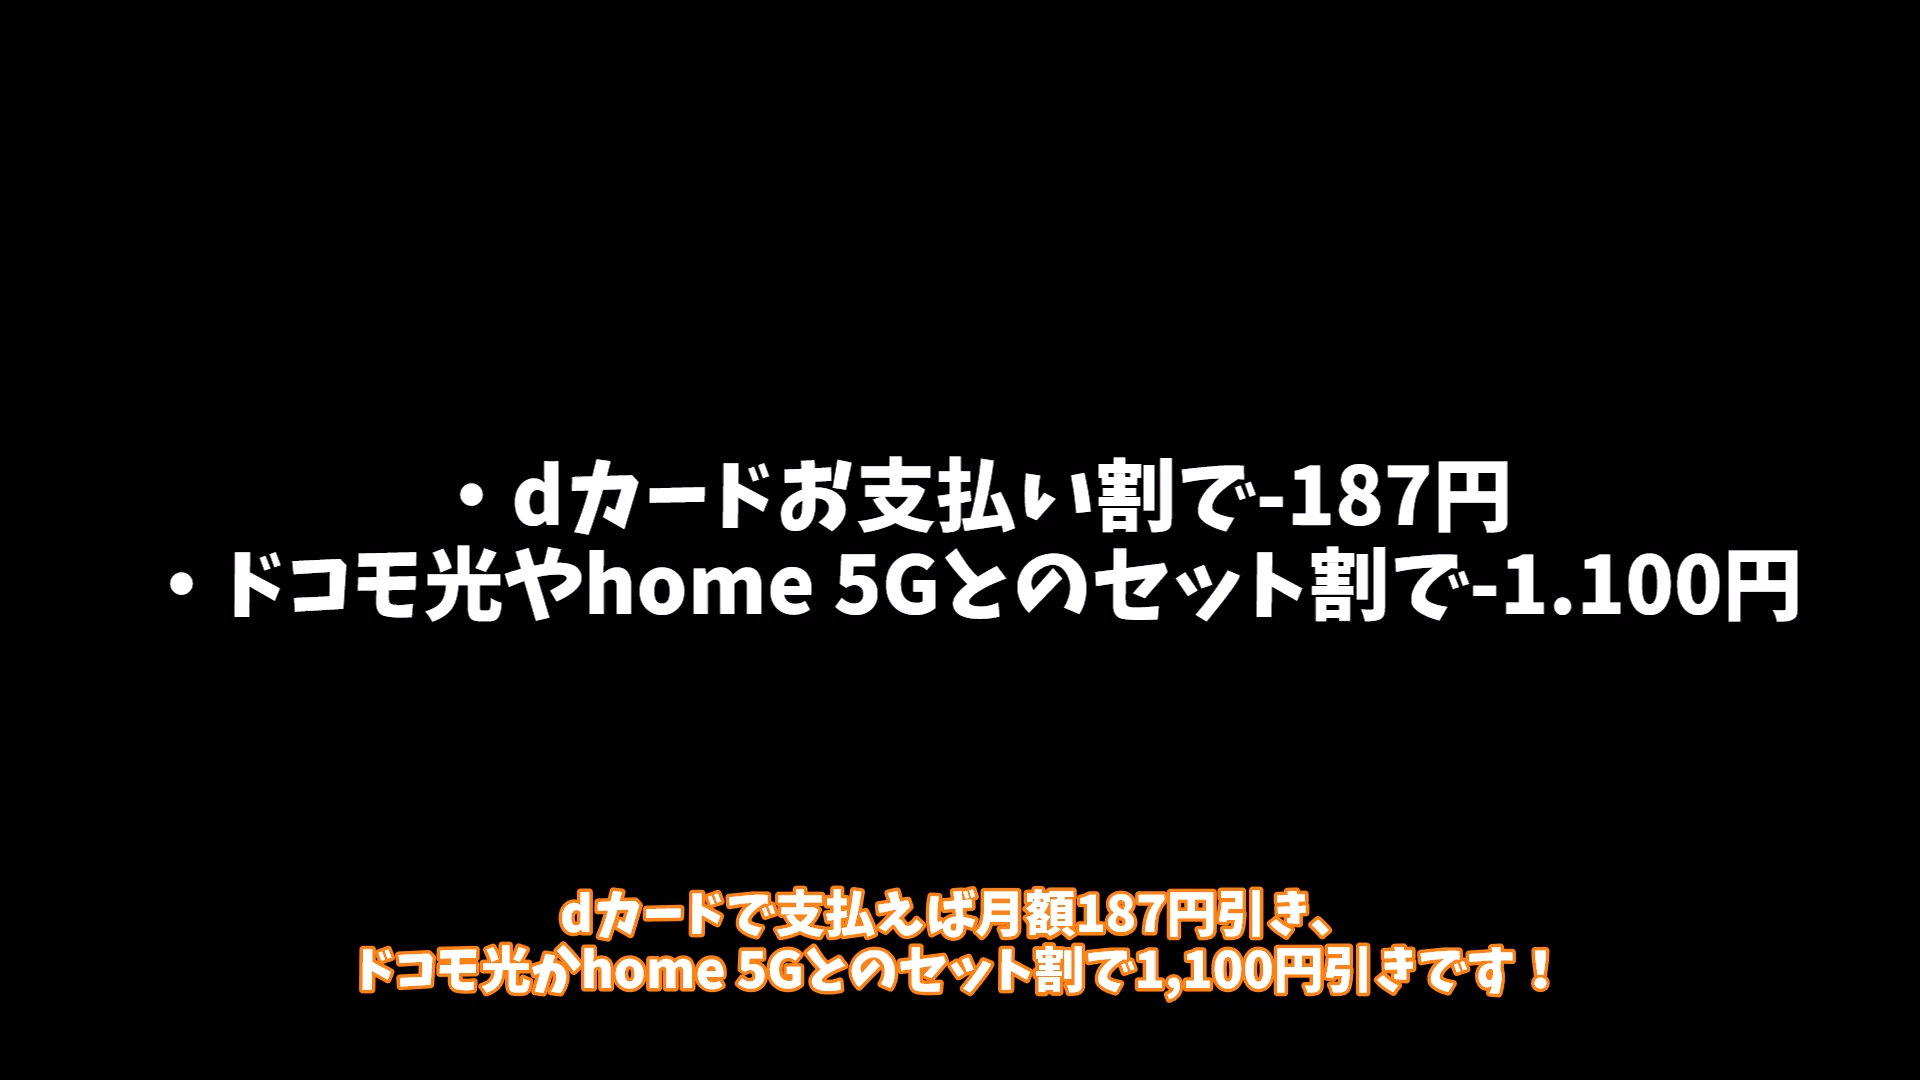 ・dカードお支払い割で-187円
・ドコモ光やhome 5Gとのセット割で-1.100円
dカードで支払えば月額187円引き、
ドコモ光かhome 5Gとのセット割で1,100円引きです！